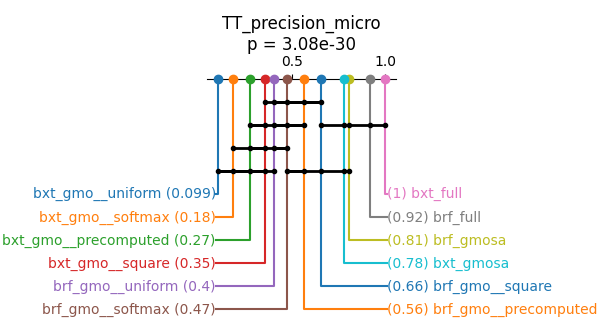 TT_precision_micro
p = 3.08e-30
0.5 1.0
bxt_gmo__uniform (0.099) (1) bxt_full
bxt_gmo__softmax (0.18) (0.92) brf_full
bxt_gmo__precomputed (0.27) (0.81) brf_gmosa
bxt_gmo__square (0.35) (0.78) bxt_gmosa
brf_gmo__uniform (0.4) (0.66) brf_gmo__square
brf_gmo__softmax (0.47) (0.56) brf_gmo__precomputed